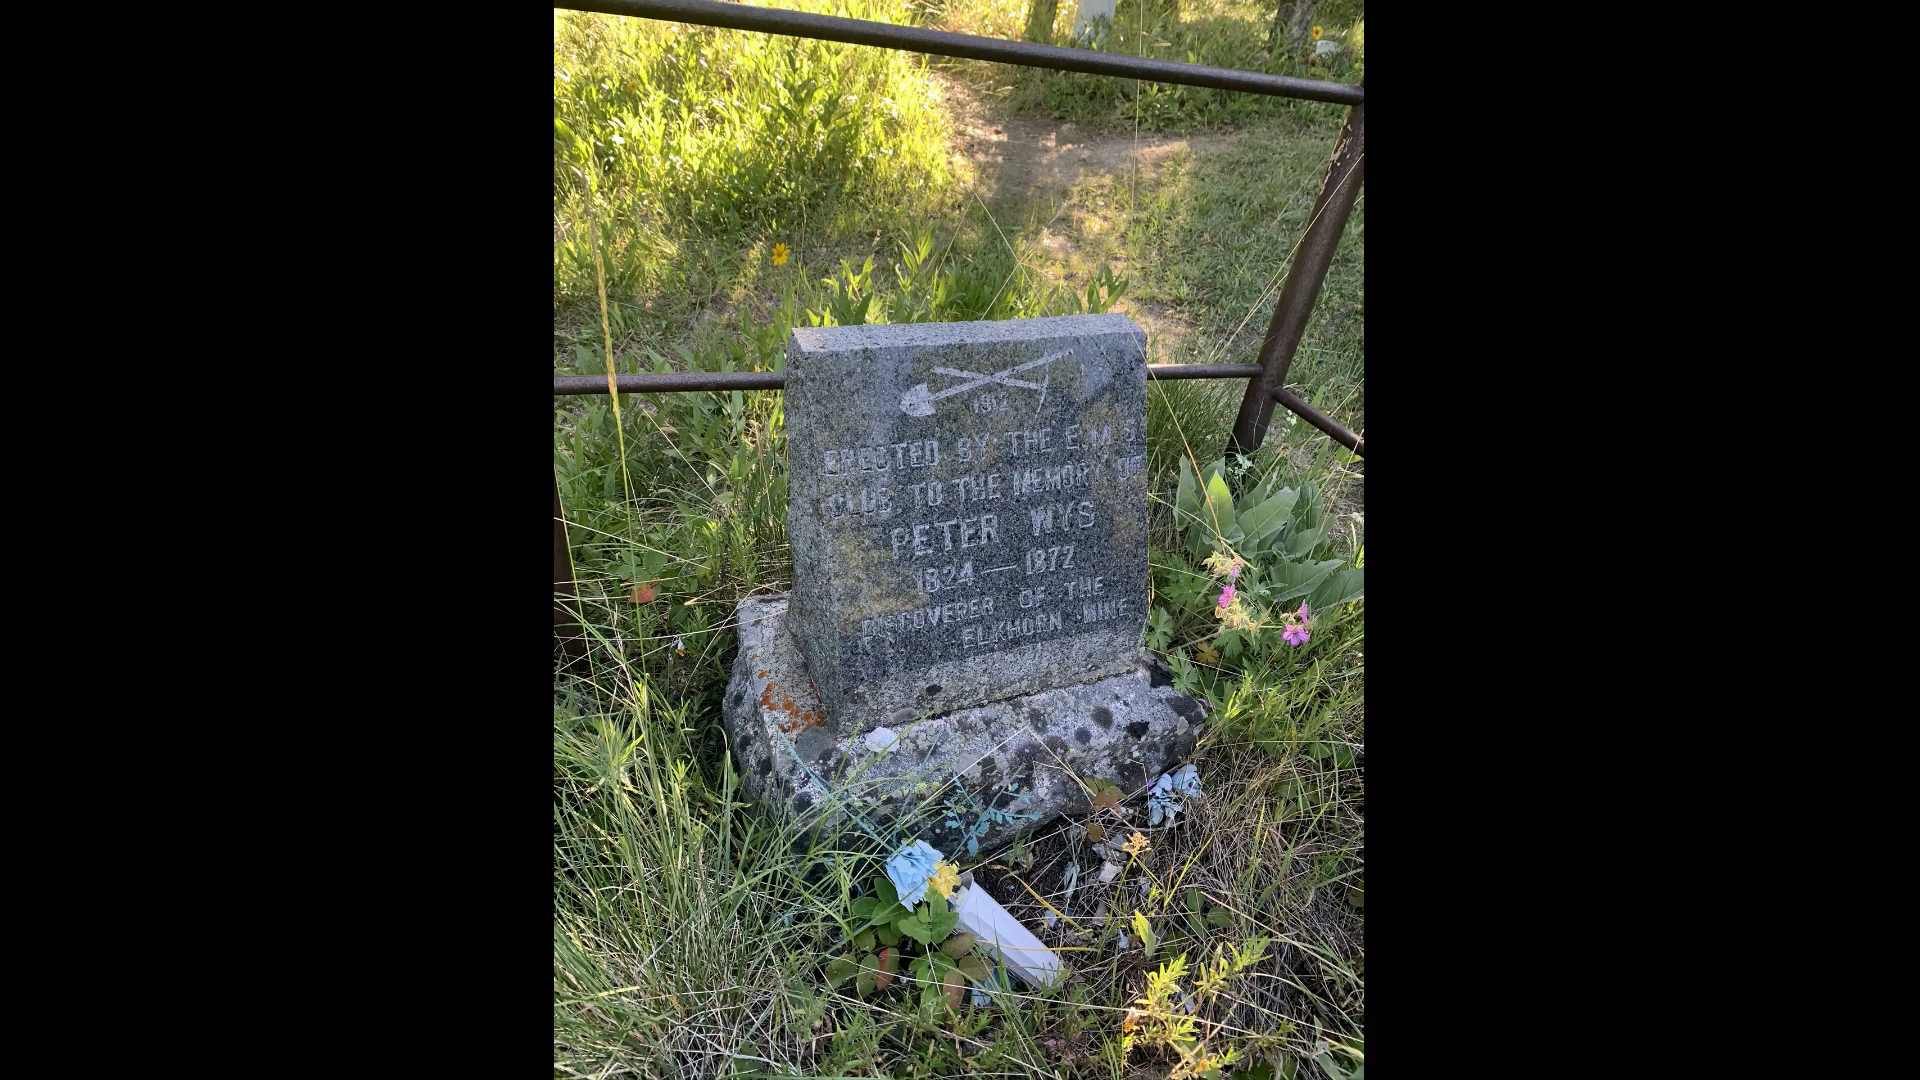 1912
ERECTED BY THE E M S
CLUB TO THE MEMORY OF
PETER WYS
1824 — 1872
DISCOVERER OF THE
ELKHORN MINE